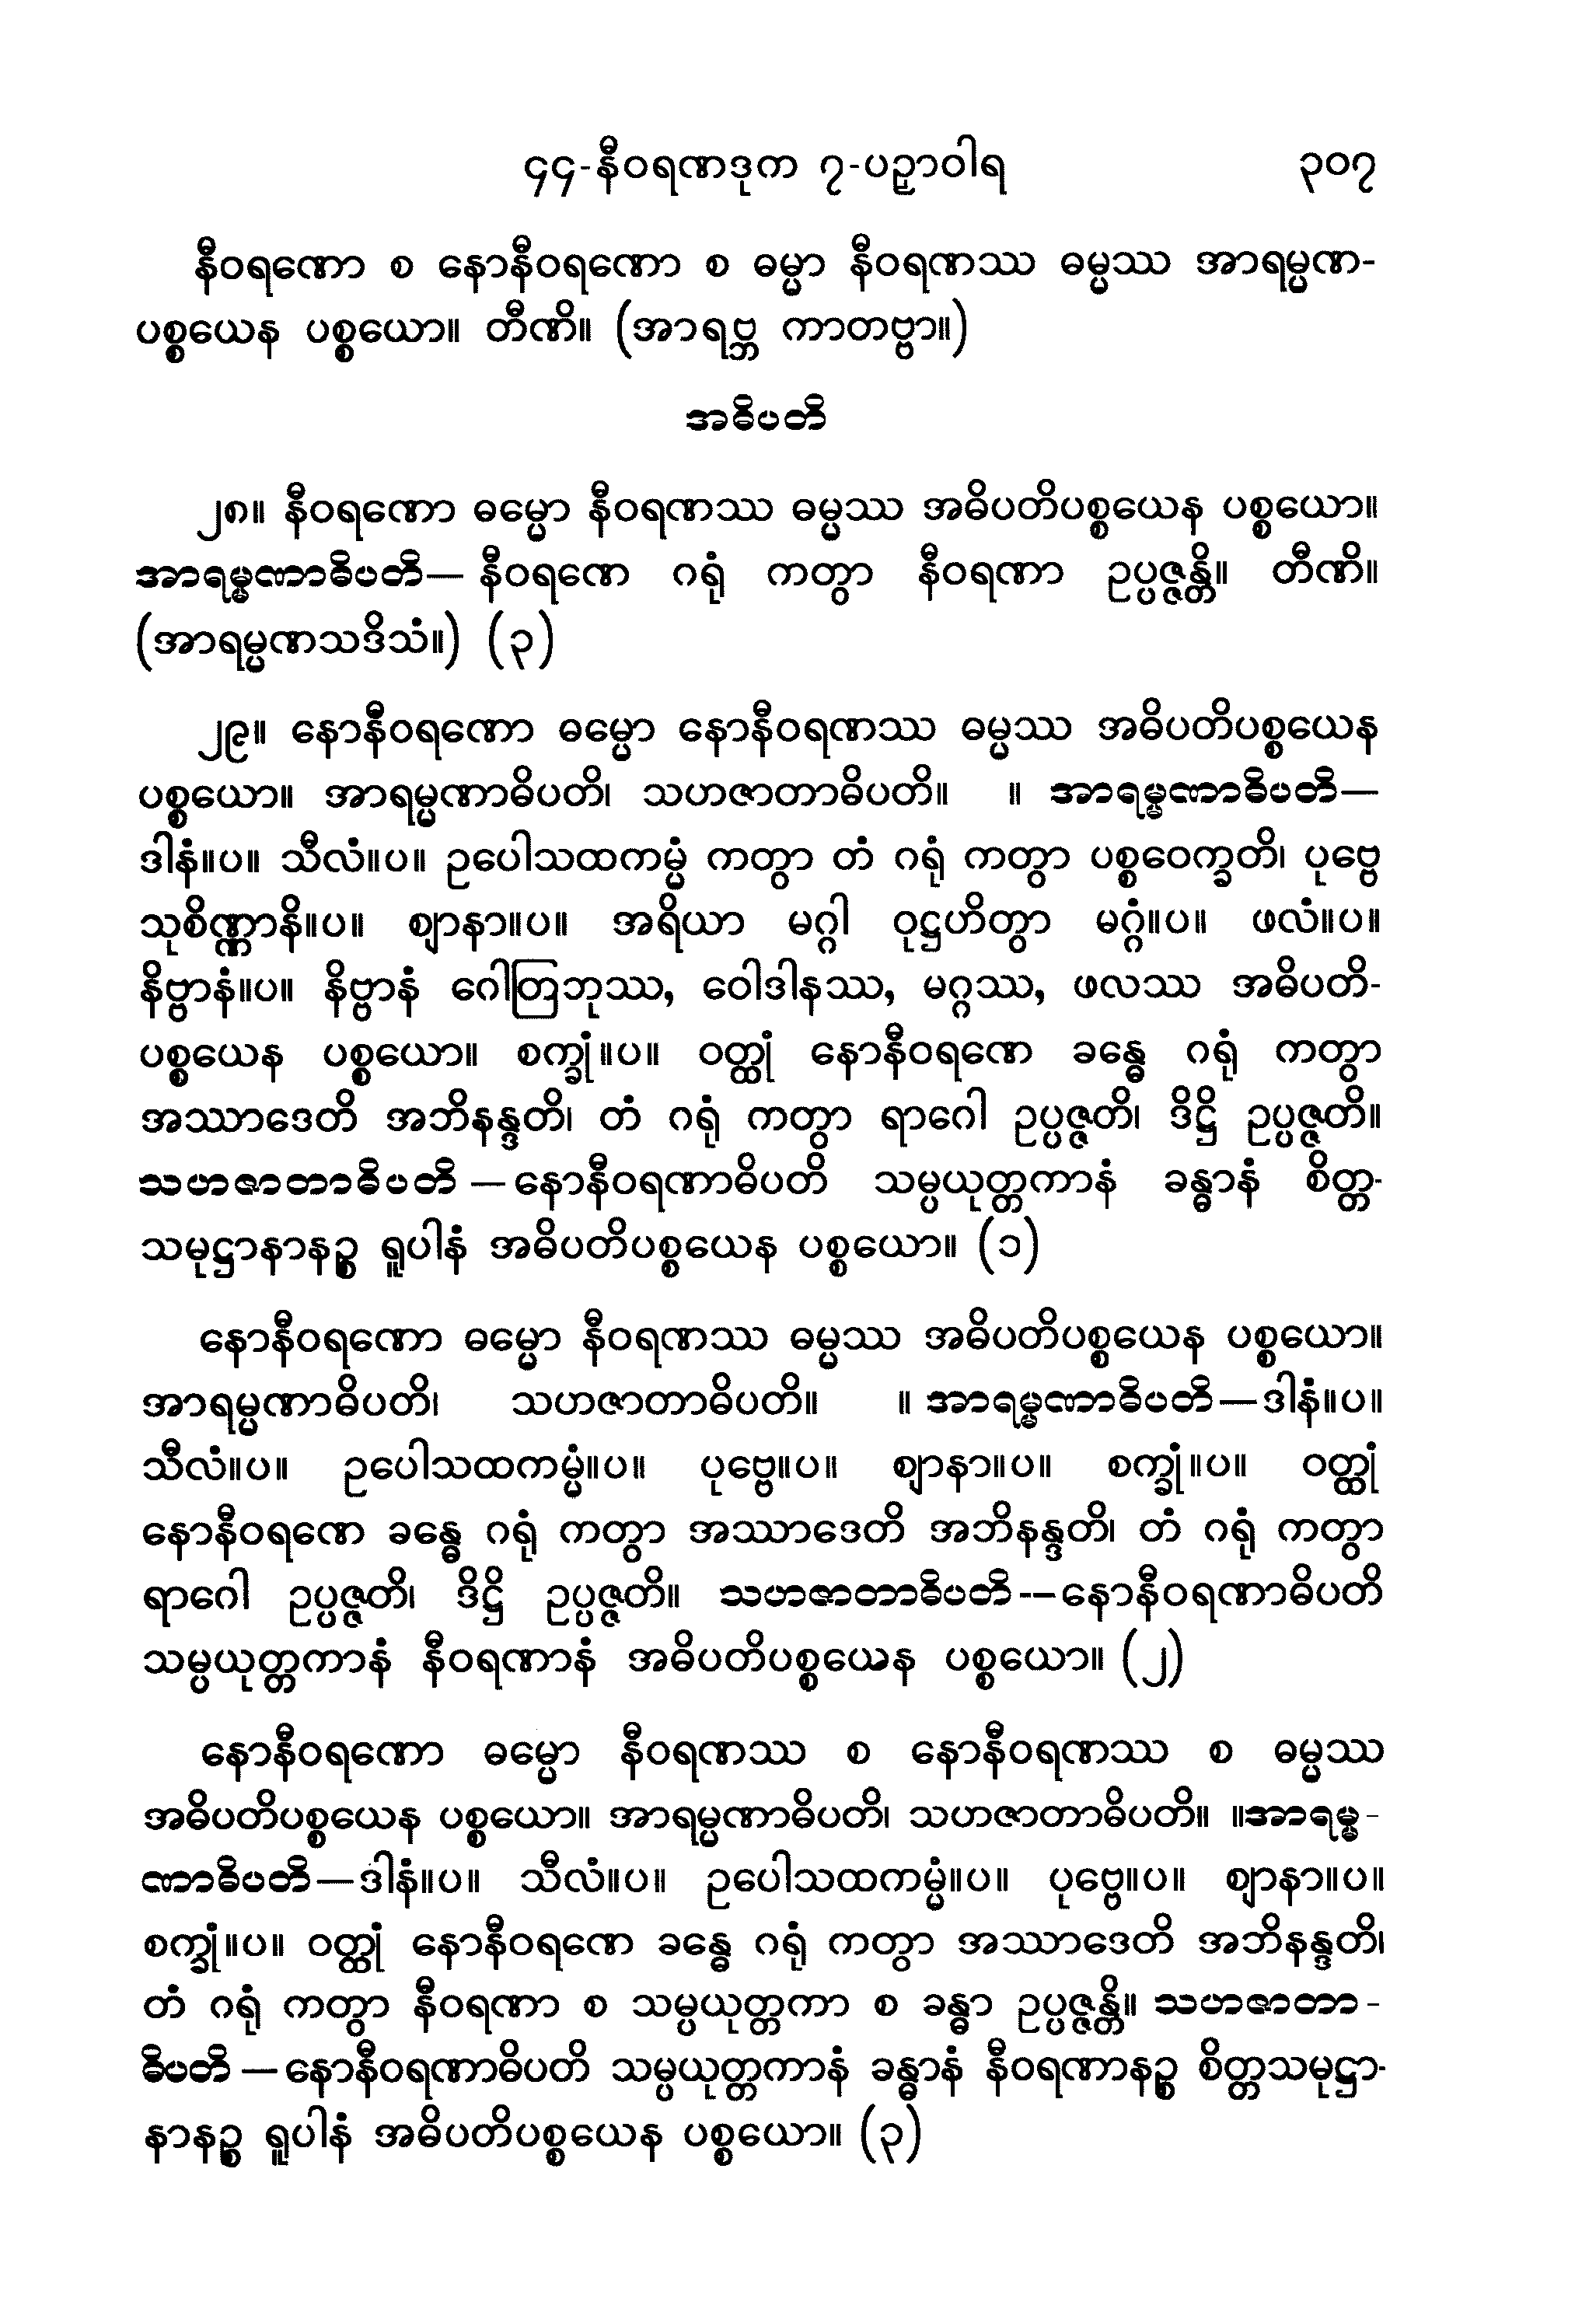 ၄၄-နီဝရဏဒုက ၇-ပဉှာဝါရ ၃၀၇
နီဝရဏော စ နောနီဝရဏော စ ဓမ္မာ နီဝရဏဿ ဓမ္မဿ အာရမ္မဏ-
ပစ္စယေန ပစ္စယော။ တီဏိ။ (အာရဗ္ဘ ကာတဗ္ဗာ။)
အဓိပတိ
၂၈။ နီဝရဏော ဓမ္မော နီဝရဏဿ ဓမ္မဿ အဓိပတိပစ္စယေန ပစ္စယော။
အာရမ္မဏာဓိပတိ— နီဝရဏေ ဂရုံ ကတွာ နီဝရဏာ ဥပ္ပဇ္ဇန္တိ။ တီဏိ။
(အာရမ္မဏသဒိသံ။) (၃)
၂၉။ နောနီဝရဏော ဓမ္မော နောနီဝရဏဿ ဓမ္မဿ အဓိပတိပစ္စယေန
ပစ္စယော။ အာရမ္မဏာဓိပတိ၊ သဟဇာတာဓိပတိ။ ။ အာရမ္မဏာဓိပတိ—
ဒါနံ။ပ။ သီလံ။ပ။ ဥပေါသထကမ္မံ ကတွာ တံ ဂရုံ ကတွာ ပစ္စဝေက္ခတိ၊ ပုဗ္ဗေ
သုစိဏ္ဏာနိ။ပ။ ဈာနာ။ပ။ အရိယာ မဂ္ဂါ ဝုဋ္ဌဟိတွာ မဂ္ဂံ။ပ။ ဖလံ။ပ။
နိဗ္ဗာနံ။ပ။ နိဗ္ဗာနံ ဂေါတြဘုဿ, ဝေါဒါနဿ, မဂ္ဂဿ, ဖလဿ အဓိပတိ-
ပစ္စယေန ပစ္စယော။ စက္ခုံ။ပ။ ဝတ္ထုံ နောနီဝရဏေ ခန္ဓေ ဂရုံ ကတွာ
အဿာဒေတိ အဘိနန္ဒတိ၊ တံ ဂရုံ ကတွာ ရာဂေါ ဥပ္ပဇ္ဇတိ၊ ဒိဋ္ဌိ ဥပ္ပဇ္ဇတိ။
သဟဇာတာဓိပတိ — နောနီဝရဏာဓိပတိ သမ္ပယုတ္တကာနံ ခန္ဓာနံ စိတ္တ-
သမုဋ္ဌာနာနဉ္စ ရူပါနံ အဓိပတိပစ္စယေန ပစ္စယော။ (၁)
နောနီဝရဏော ဓမ္မော နီဝရဏဿ ဓမ္မဿ အဓိပတိပစ္စယေန ပစ္စယော။
အာရမ္မဏာဓိပတိ၊ သဟဇာတာဓိပတိ။ ။ အာရမ္မဏာဓိပတိ—ဒါနံ။ပ။
သီလံ။ပ။ ဥပေါသထကမ္မံ။ပ။ ပုဗ္ဗေ။ပ။ ဈာနာ။ပ။ စက္ခုံ။ပ။ ဝတ္ထုံ
နောနီဝရဏေ ခန္ဓေ ဂရုံ ကတွာ အဿာဒေတိ အဘိနန္ဒတိ၊ တံ ဂရုံ ကတွာ
ရာဂေါ ဥပ္ပဇ္ဇတိ၊ ဒိဋ္ဌိ ဥပ္ပဇ္ဇတိ။ သဟဇာတာဓိပတိ--—နောနီဝရဏာဓိပတိ
သမ္ပယုတ္တကာနံ နီဝရဏာနံ အဓိပတိပစ္စယေန ပစ္စယော။ (၂)
နောနီဝရဏော ဓမ္မော နီဝရဏဿ စ နောနီဝရဏဿ စ ဓမ္မဿ
အဓိပတိပစ္စယေန ပစ္စယော။ အာရမ္မဏာဓိပတိ၊ သဟဇာတာဓိပတိ။ ။အာရမ္မ-
ဏာဓိပတိ—ဒါနံ။ပ။ သီလံ။ပ။ ဥပေါသထကမ္မံ။ပ။ ပုဗ္ဗေ။ပ။ ဈာနာ။ပ။
စက္ခုံ။ပ။ ဝတ္ထုံ နောနီဝရဏေ ခန္ဓေ ဂရုံ ကတွာ အဿာဒေတိ အဘိနန္ဒတိ၊
တံ ဂရုံ ကတွာ နီဝရဏာ စ သမ္ပယုတ္တကာ စ ခန္ဓာ ဥပ္ပဇ္ဇန္တိ။ သဟဇာတာ-
ဓိပတိ — နောနီဝရဏာဓိပတိ သမ္ပယုတ္တကာနံ ခန္ဓာနံ နီဝရဏာနဉ္စ စိတ္တသမုဋ္ဌာ-
နာနဉ္စ ရူပါနံ အဓိပတိပစ္စယေန ပစ္စယော။ (၃)